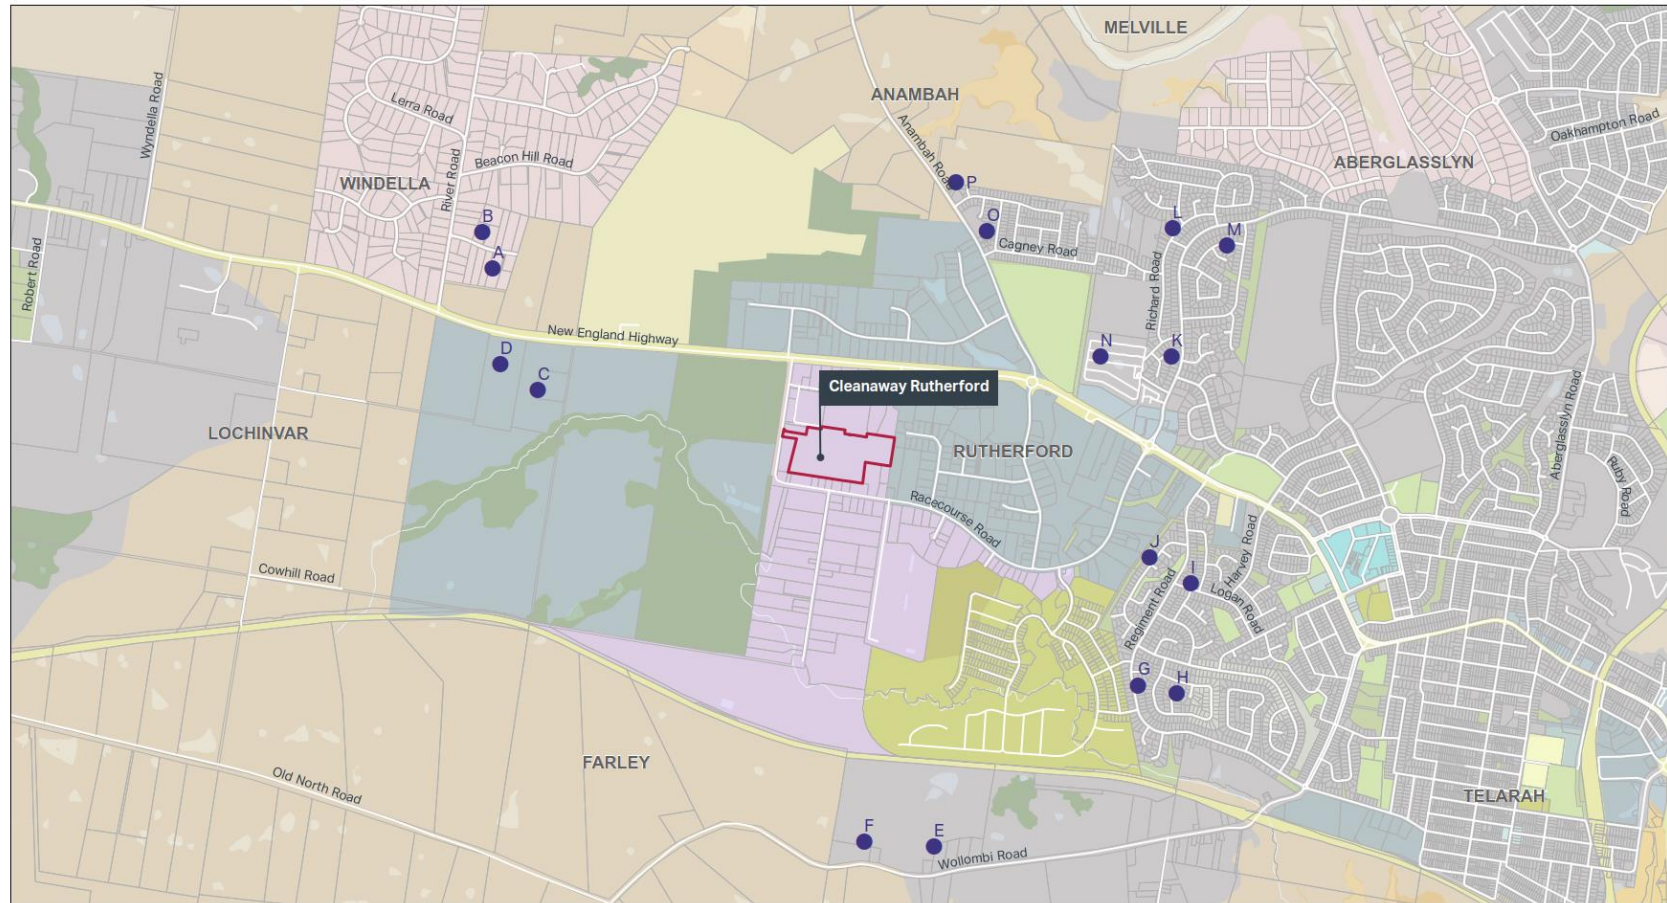 MELVILLE
ANAMBAH
Wyndella Road
Lerra Road
Anambah Road
Oakhampton Road
Beacon Hill Road
ABERGLASSLYN
WINDELLA
River Road
P
B
O
L
M
Cagney Road
A
Robert Road
Richard Road
New England Highway
N
K
D
C
Cleanaway Rutherford
LOCHINVAR
RUTHERFORD
Aberglasslyn Road
Ruby Road
Racecourse Road
Harvey Road
J
I
Logan Road
Cowhill Road
Regiment Road
G
H
FARLEY
Old North Road
TELARAH
F
E
Wollombi Road